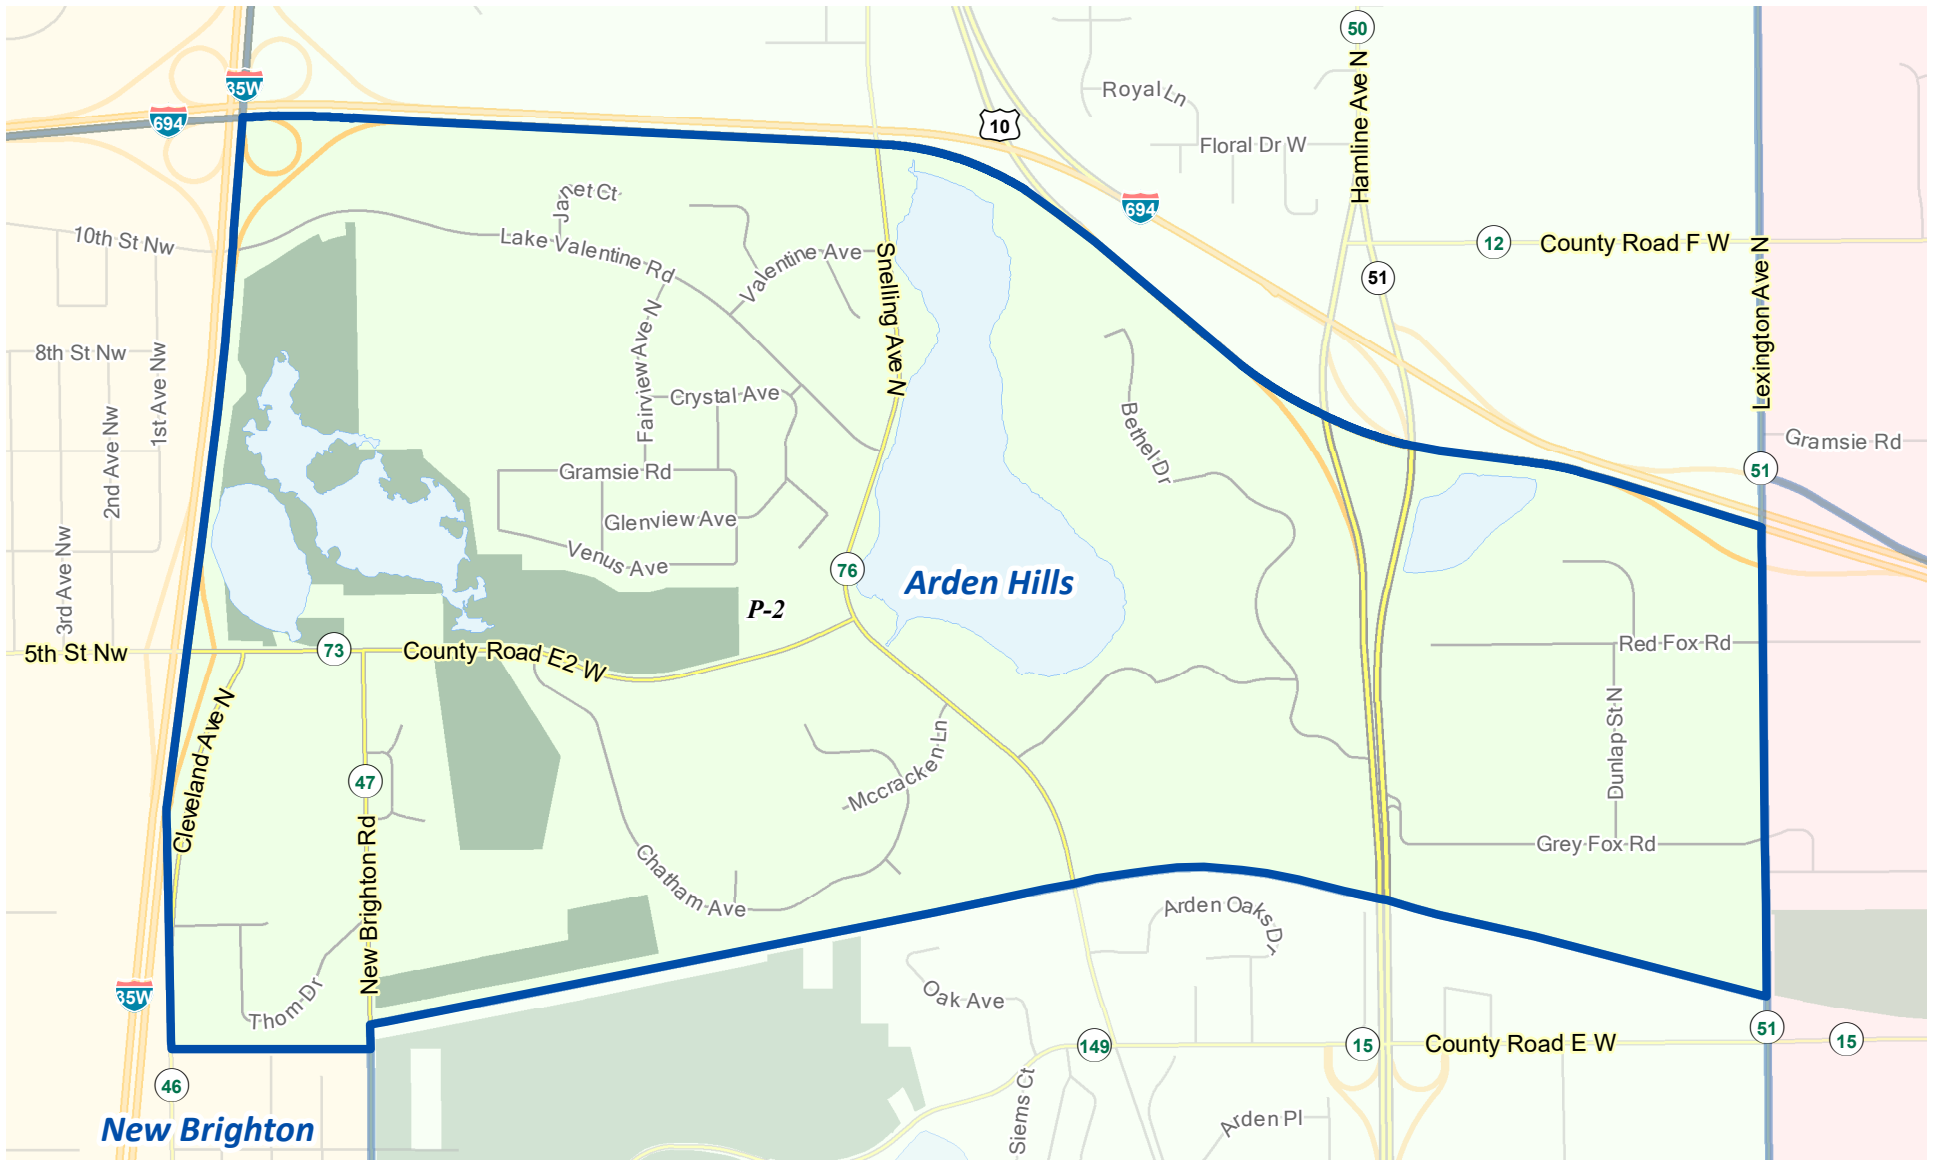 50
35W
694
10
Royal Ln
Floral Dr W
Hamline Ave N
694
Janet Ct
10th St Nw
Lake Valentine Rd
Valentine Ave
Snelling Ave N
12
County Road F W
51
Lexington Ave N
Fairview Ave N
8th St Nw
1st Ave Nw
Crystal Ave
2nd Ave Nw
Bethel Dr
Gramsie Rd
51
Gramsie Rd
Glenview Ave
Venus Ave
3rd Ave Nw
76
Arden Hills
P-2
5th St Nw
73
County Road E2 W
Red Fox Rd
Cleveland Ave N
Dunlap St N
Mccracken Ln
47
New Brighton Rd
Grey Fox Rd
Chatham Ave
Arden Oaks Dr
35W
Thom Dr
Oak Ave
51
149
15
County Road E W
15
46
Siems Ct
New Brighton
Arden Pl